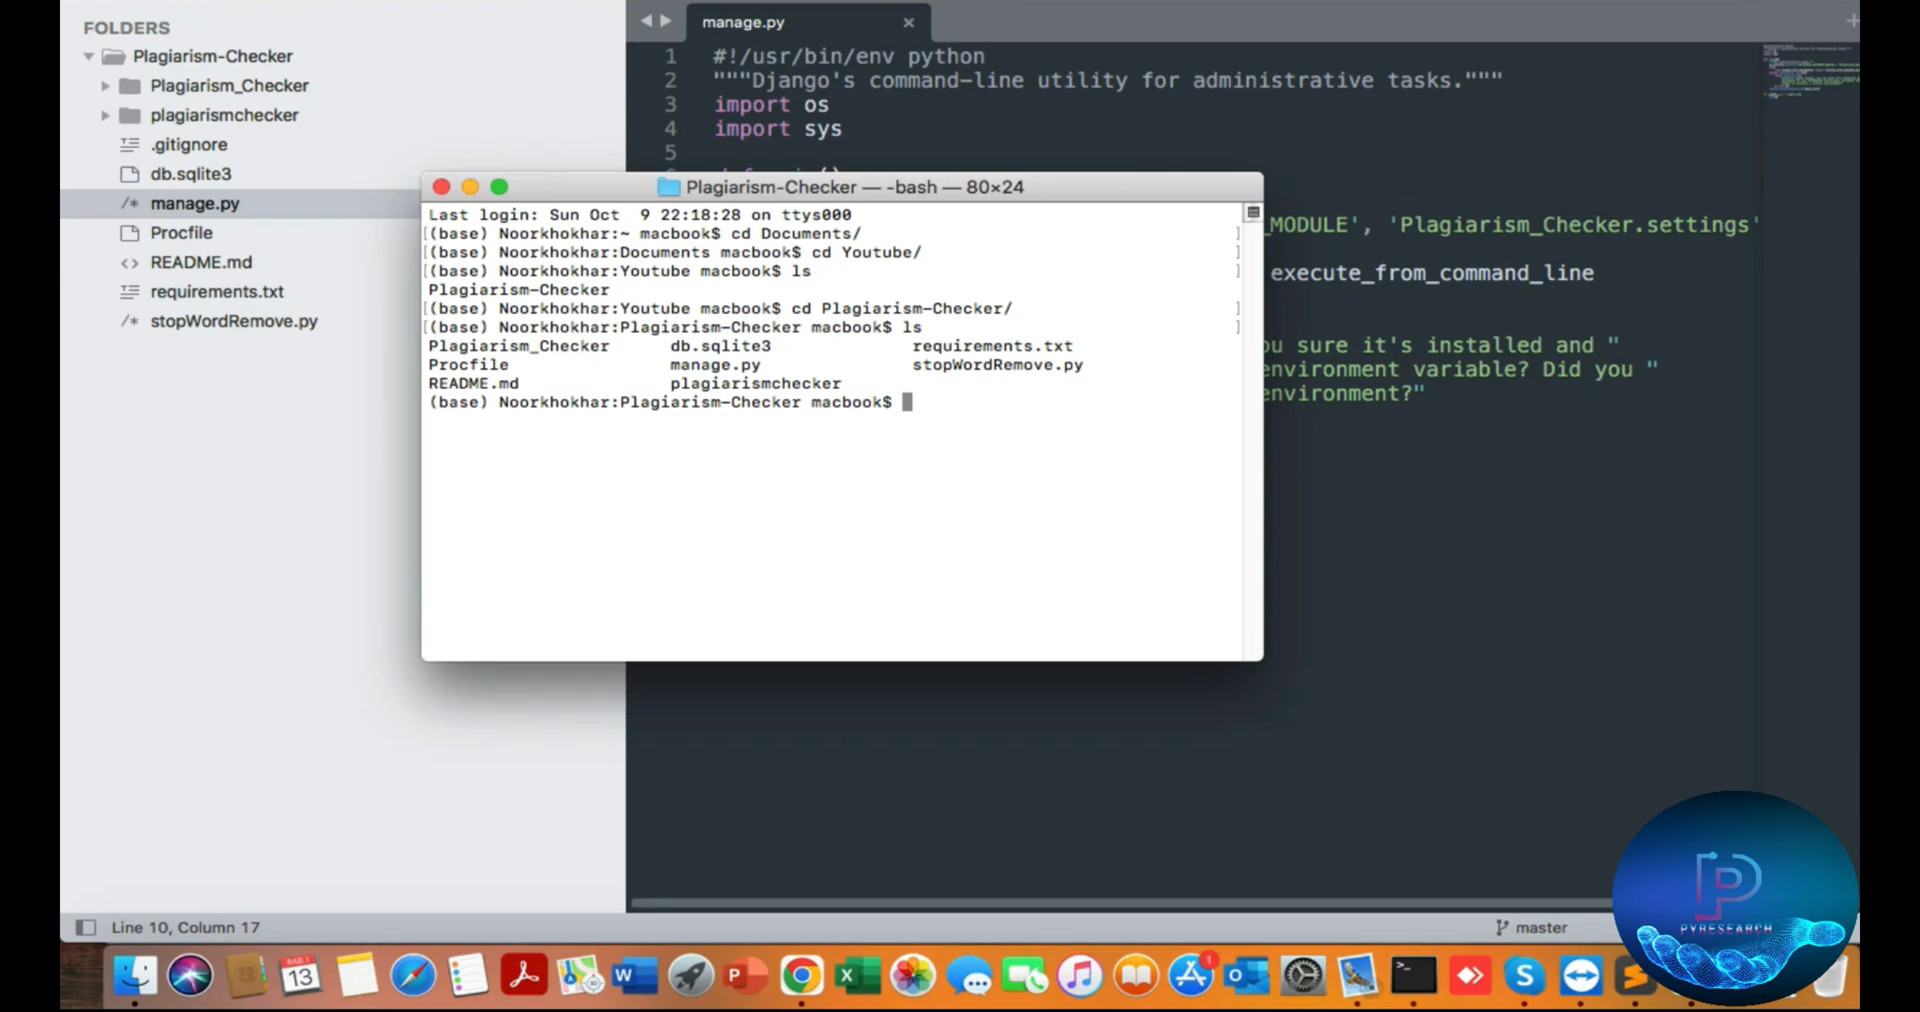 FOLDERS
Plagiarism-Checker
Plagiarism_Checker
plagiarismchecker
.gitignore
db.sqlite3
manage.py
Procfile
README.md
requirements.txt
stopWordRemove.py
manage.py
1 #!/usr/bin/env python
2 """Django's command-line utility for administrative tasks."""
3 import os
4 import sys
5
_MODULE', 'Plagiarism_Checker.settings'
execute_from_command_line
ou sure it's installed and "
environment variable? Did you "
environment?"
Plagiarism-Checker — -bash — 80×24
Last login: Sun Oct  9 22:18:28 on ttys000
(base) Noorkhokhar:~ macbook$ cd Documents/
(base) Noorkhokhar:Documents macbook$ cd Youtube/
(base) Noorkhokhar:Youtube macbook$ ls
Plagiarism-Checker
(base) Noorkhokhar:Youtube macbook$ cd Plagiarism-Checker/
(base) Noorkhokhar:Plagiarism-Checker macbook$ ls
Plagiarism_Checker db.sqlite3 requirements.txt
Procfile manage.py stopWordRemove.py
README.md plagiarismchecker
(base) Noorkhokhar:Plagiarism-Checker macbook$
Line 10, Column 17
master
PYRESEARCH
13
W
P
X
1
O
S